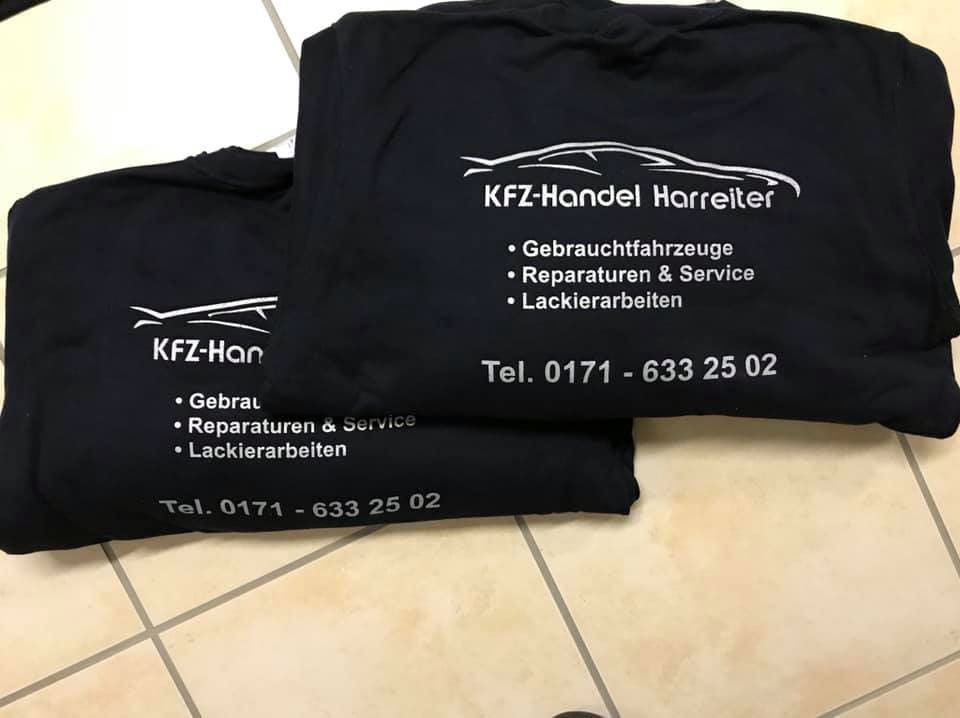 KFZ-Handel Harreiter
• Gebrauchtfahrzeuge
• Reparaturen & Service
• Lackierarbeiten
Tel. 0171 - 633 25 02
KFZ-Han
• Gebrau
• Reparaturen & Service
• Lackierarbeiten
Tel. 0171 - 633 25 02